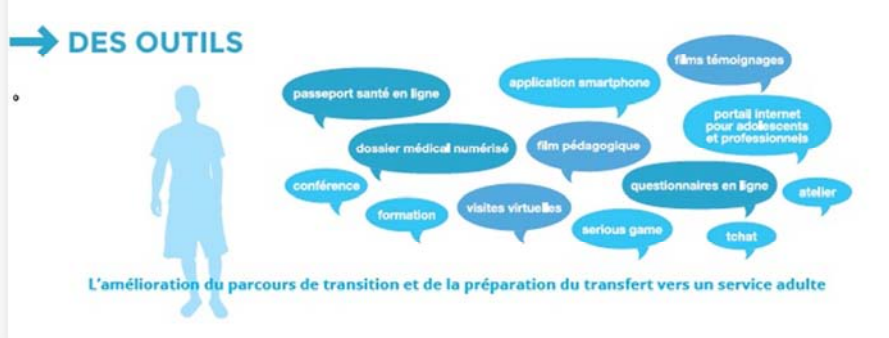 DES OUTILS
films témoignages
application smartphone
passeport santé en ligne
portail internet
pour adolescents
et professionnels
dossier médical numérisé
film pédagogique
conférence
questionnaires en ligne
atelier
formation
visites virtuelles
serious game
tchat
L'amélioration du parcours de transition et de la préparation du transfert vers un service adulte